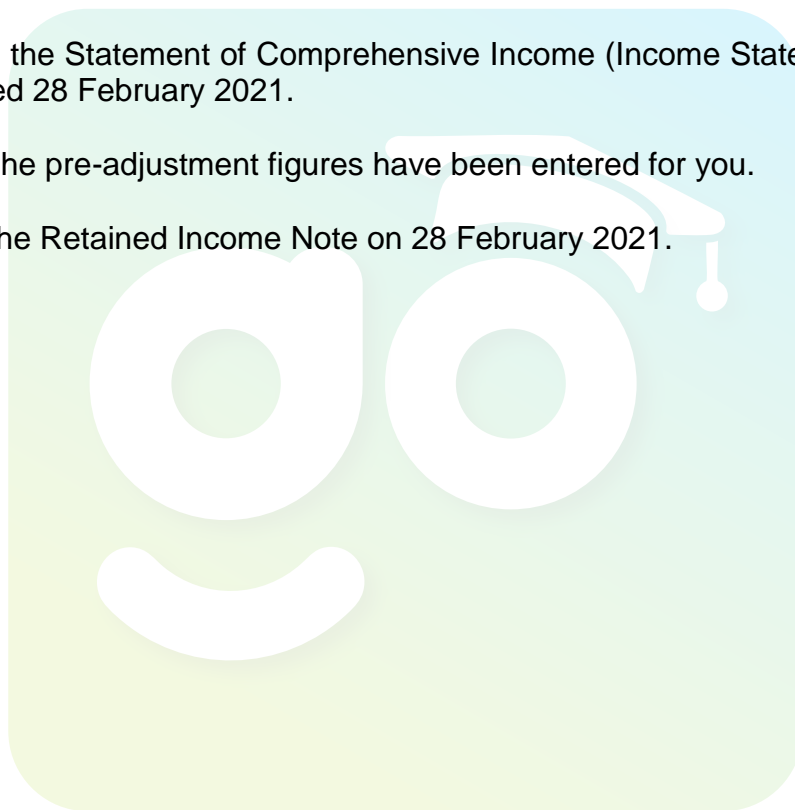 the Statement of Comprehensive Income (Income State
ed 28 February 2021.
he pre-adjustment figures have been entered for you.
he Retained Income Note on 28 February 2021.
go